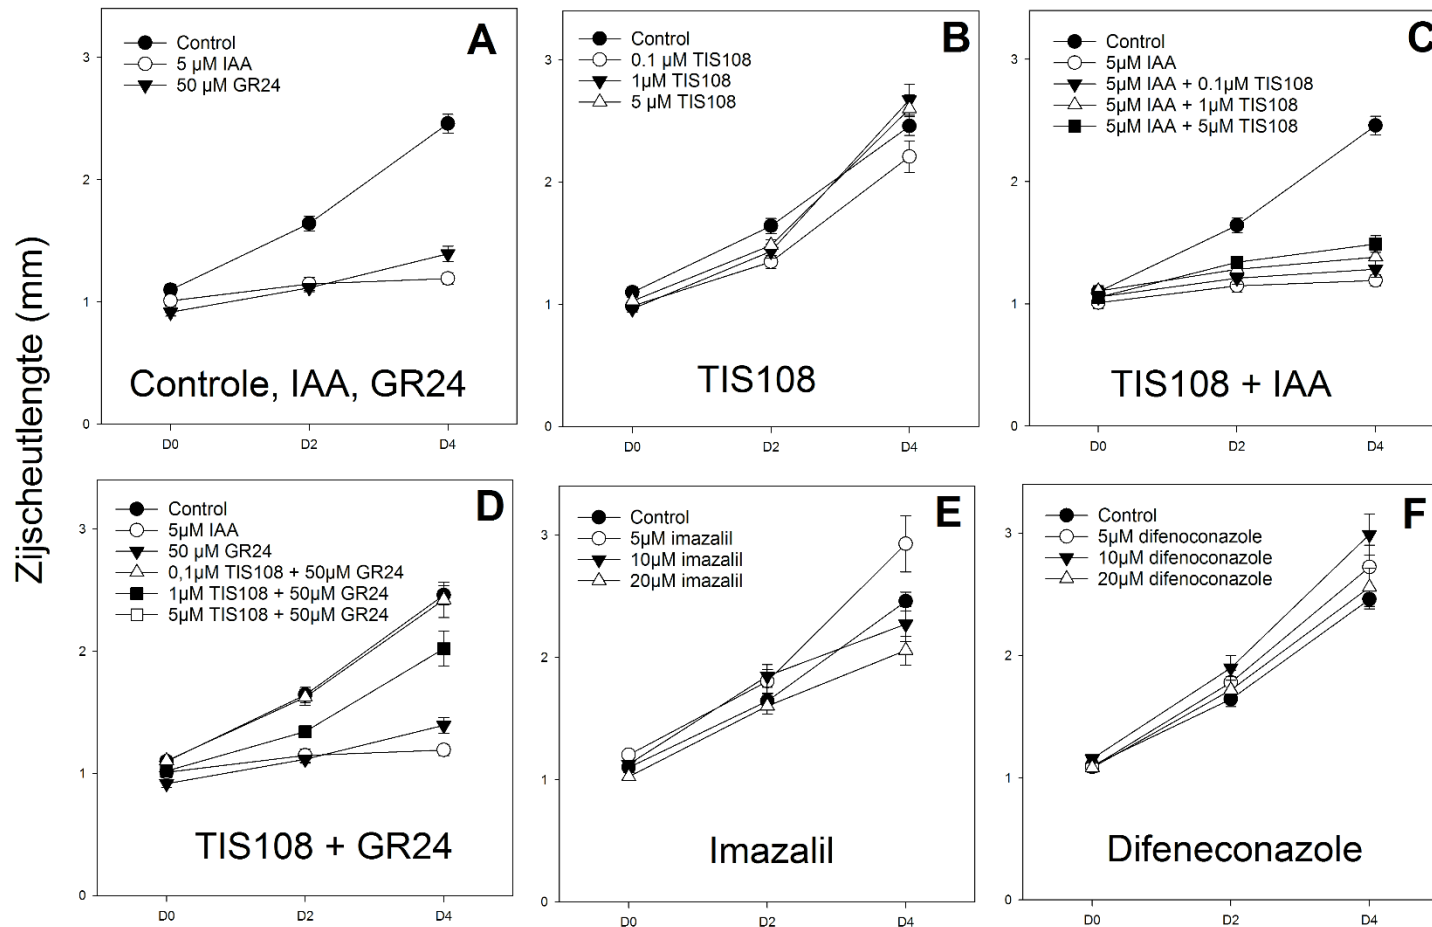 Zijscheutlengte (mm)
A
Control
5 µM IAA
50 µM GR24
3
2
1
0
Controle, IAA, GR24
D0
D2
D4
B
Control
0.1 µM TIS108
1µM TIS108
5 µM TIS108
3
2
1
0
TIS108
D0
D2
D4
C
Control
5µM IAA
5µM IAA + 0.1µM TIS108
5µM IAA + 1µM TIS108
5µM IAA + 5µM TIS108
3
2
1
0
TIS108 + IAA
D0
D2
D4
D
Control
5µM IAA
50 µM GR24
0,1µM TIS108 + 50µM GR24
1µM TIS108 + 50µM GR24
5µM TIS108 + 50µM GR24
3
2
1
0
TIS108 + GR24
D0
D2
D4
E
Control
5µM imazalil
10µM imazalil
20µM imazalil
3
2
1
0
Imazalil
D0
D2
D4
F
Control
5µM difenoconazole
10µM difenoconazole
20µM difenoconazole
3
2
1
0
Difeneconazole
D0
D2
D4